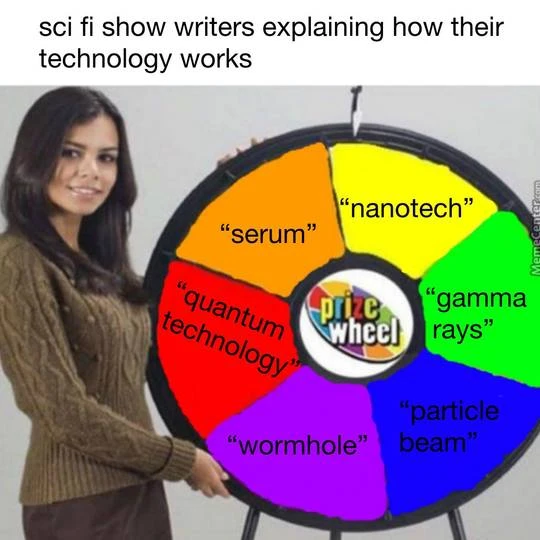 sci fi show writers explaining how their
technology works
“nanotech”
“serum”
“gamma
rays”
“quantum
technology”
prize
wheel
“particle
beam”
“wormhole”
MemeCenter.com